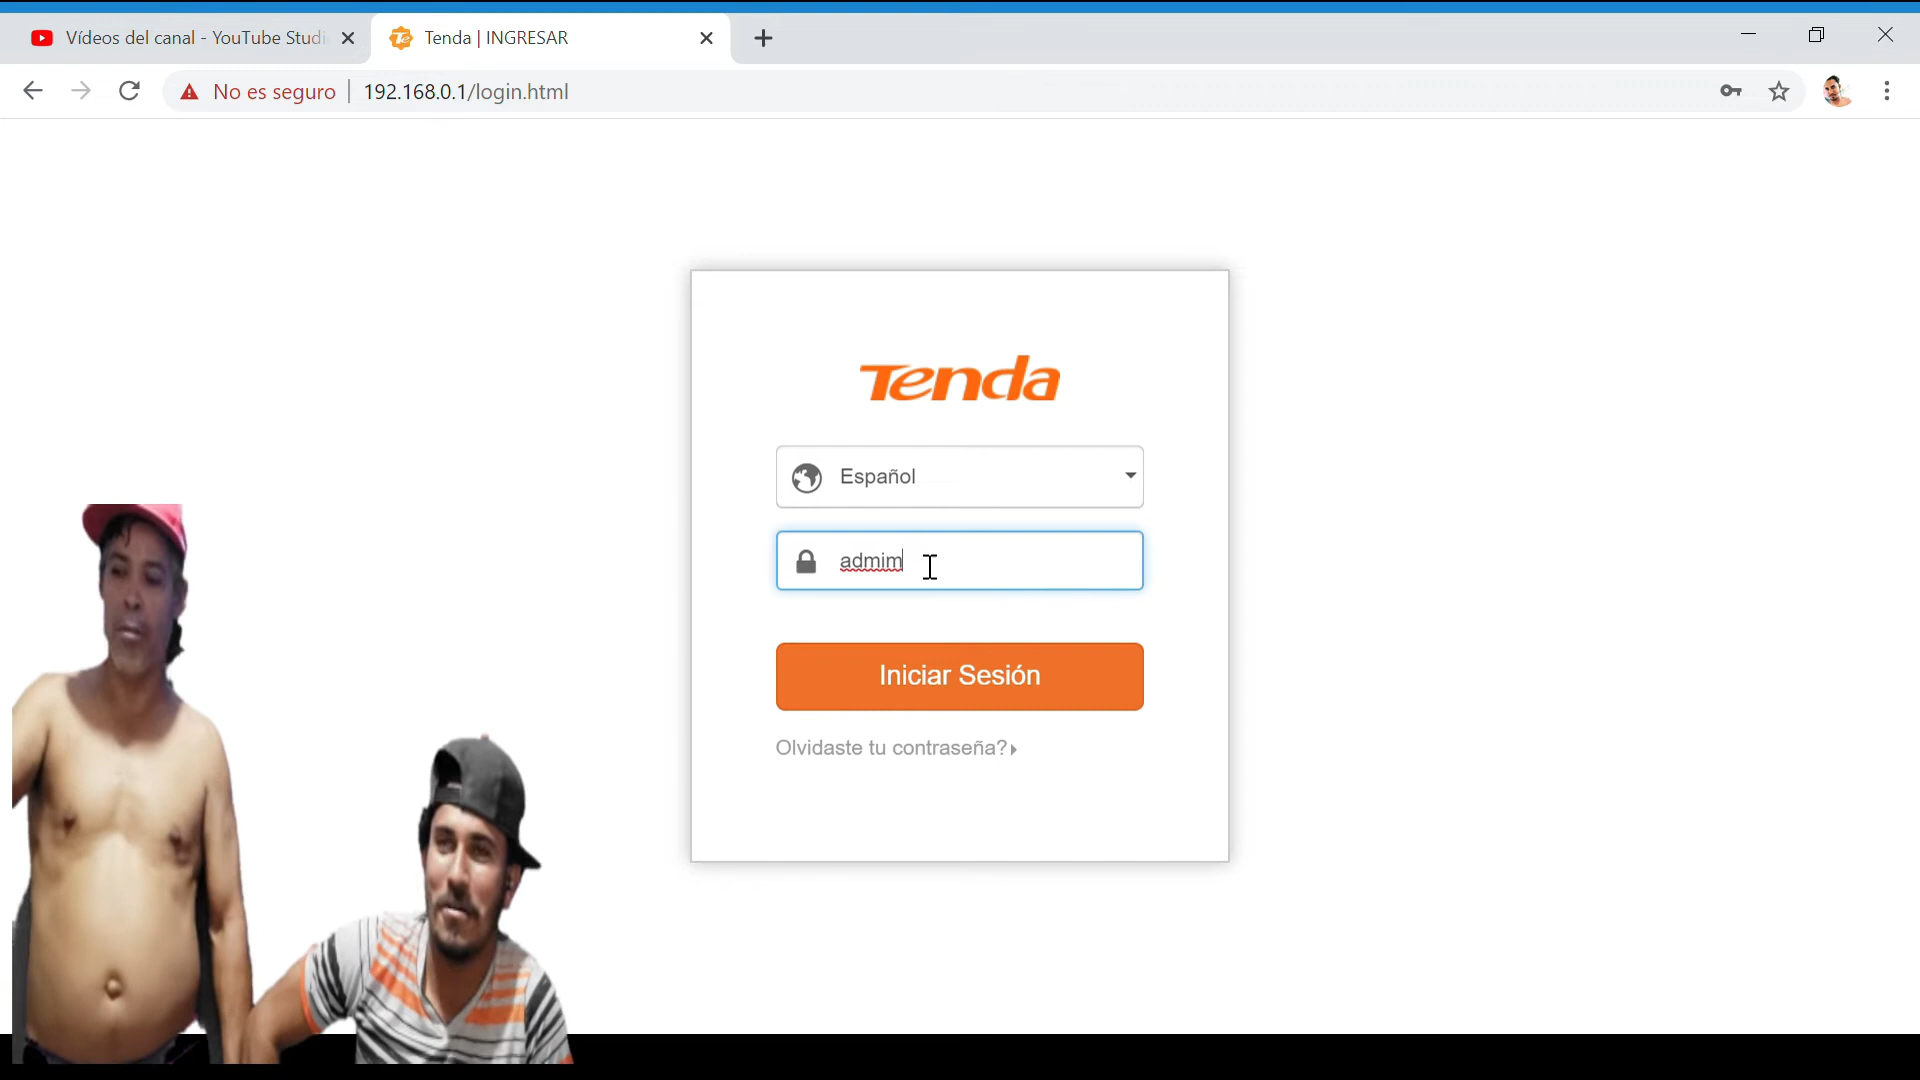 Vídeos del canal - YouTube Studi
Tenda | INGRESAR
No es seguro
192.168.0.1/login.html
Tenda
Español
admim
Iniciar Sesión
Olvidaste tu contraseña?